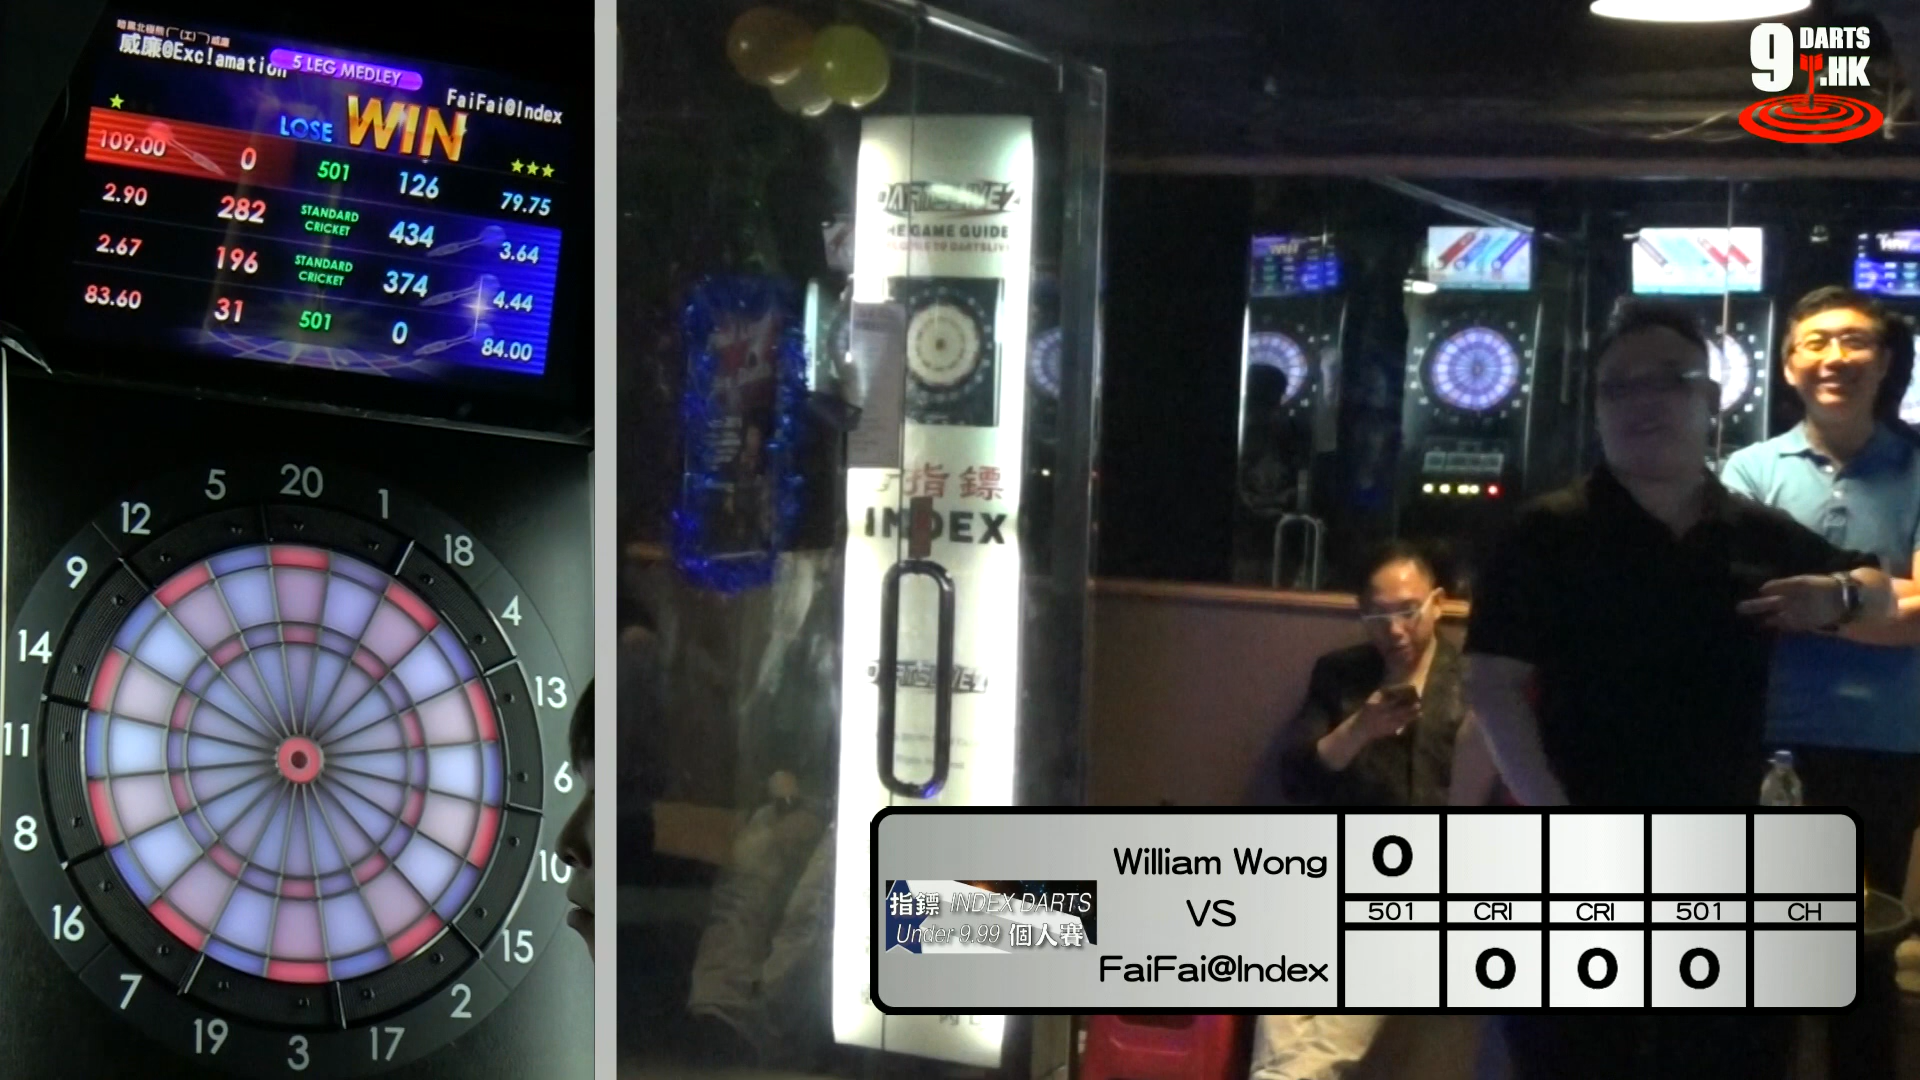 威廉@Exc!amation
5 LEG MEDLEY
FaiFai@Index
LOSE WIN
109.00 0 501 126 79.75
2.90 282 STANDARD CRICKET 434 3.64
2.67 196 STANDARD CRICKET 374 4.44
83.60 31 501 0 84.00
20
1
18
4
13
6
10
15
2
17
3
19
7
16
8
11
14
9
12
5
DARTSLIVE 2
THE GAME GUIDE
指鏢
INDEX
DARTSLIVE 2
9 DARTS
.HK
William Wong
VS
FaiFai@Index
指鏢 INDEX DARTS
Under 9.99 個人賽
O
501 CRI CRI 501 CH
O O O